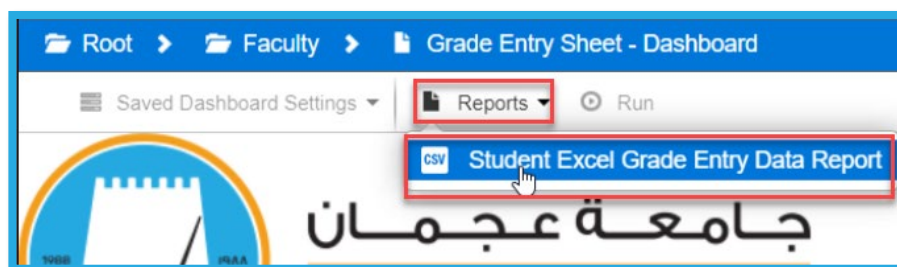 Root Faculty Grade Entry Sheet - Dashboard
Saved Dashboard Settings Reports Run
CSV Student Excel Grade Entry Data Report
جامعة عجمان
1988 ١٩٨٨